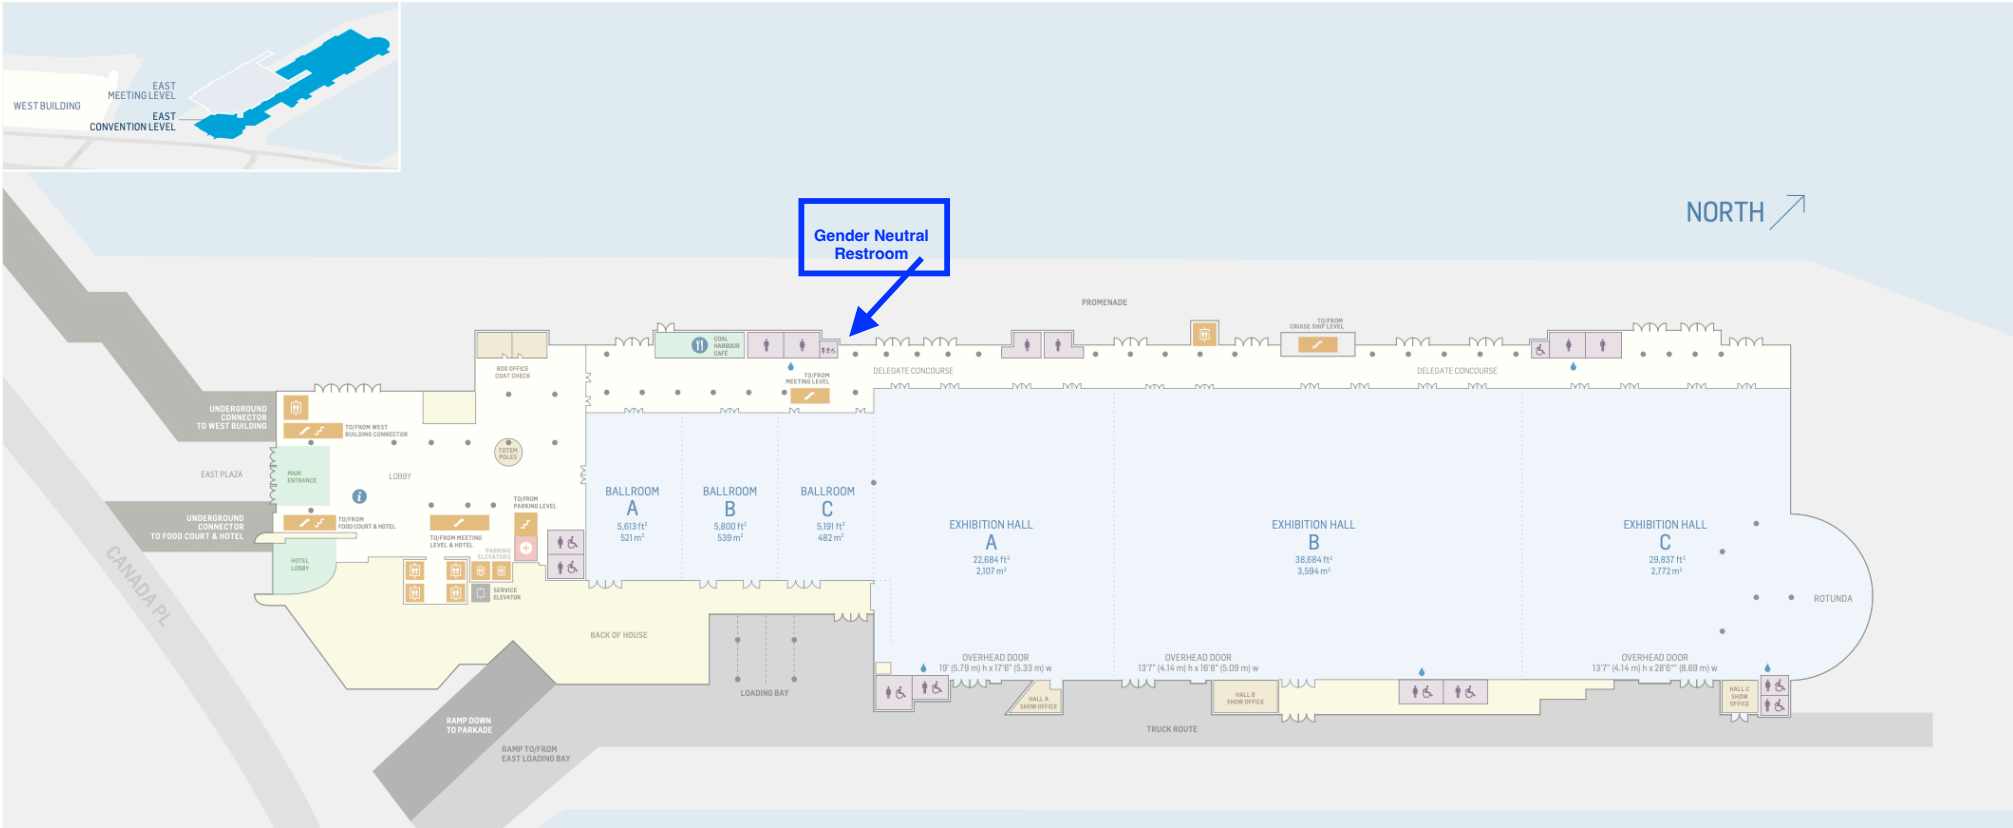 WEST BUILDING
EAST
MEETING LEVEL
EAST
CONVENTION LEVEL
NORTH
Gender Neutral
Restroom
PROMENADE
TO/FROM
CRUISE SHIP LEVEL
COAL
HARBOUR
CAFE
BOX OFFICE
COAT CHECK
TO/FROM
MEETING LEVEL
DELEGATE CONCOURSE
DELEGATE CONCOURSE
UNDERGROUND
CONNECTOR
TO WEST BUILDING
TO/FROM WEST
BUILDING CONNECTOR
TOTEM
POLES
EAST PLAZA
MAIN
ENTRANCE
LOBBY
i
UNDERGROUND
CONNECTOR
TO FOOD COURT & HOTEL
TO/FROM
FOOD COURT & HOTEL
TO/FROM
PARKING LEVEL
TO/FROM MEETING
LEVEL & HOTEL
PARKING
ELEVATORS
HOTEL
LOBBY
SERVICE
ELEVATOR
BALLROOM
A
5,613 ft²
521 m²
BALLROOM
B
5,800 ft²
539 m²
BALLROOM
C
5,191 ft²
482 m²
EXHIBITION HALL
A
22,684 ft²
2,107 m²
EXHIBITION HALL
B
38,684 ft²
3,594 m²
EXHIBITION HALL
C
29,837 ft²
2,772 m²
ROTUNDA
CANADA PL
BACK OF HOUSE
LOADING BAY
OVERHEAD DOOR
19' (5.79 m) h x 17'6" (5.33 m) w
OVERHEAD DOOR
13'7" (4.14 m) h x 16'8" (5.09 m) w
OVERHEAD DOOR
13'7" (4.14 m) h x 28'6"" (8.69 m) w
HALL A
SHOW OFFICE
HALL B
SHOW OFFICE
HALL C
SHOW
OFFICE
RAMP DOWN
TO PARKADE
RAMP TO/FROM
EAST LOADING BAY
TRUCK ROUTE